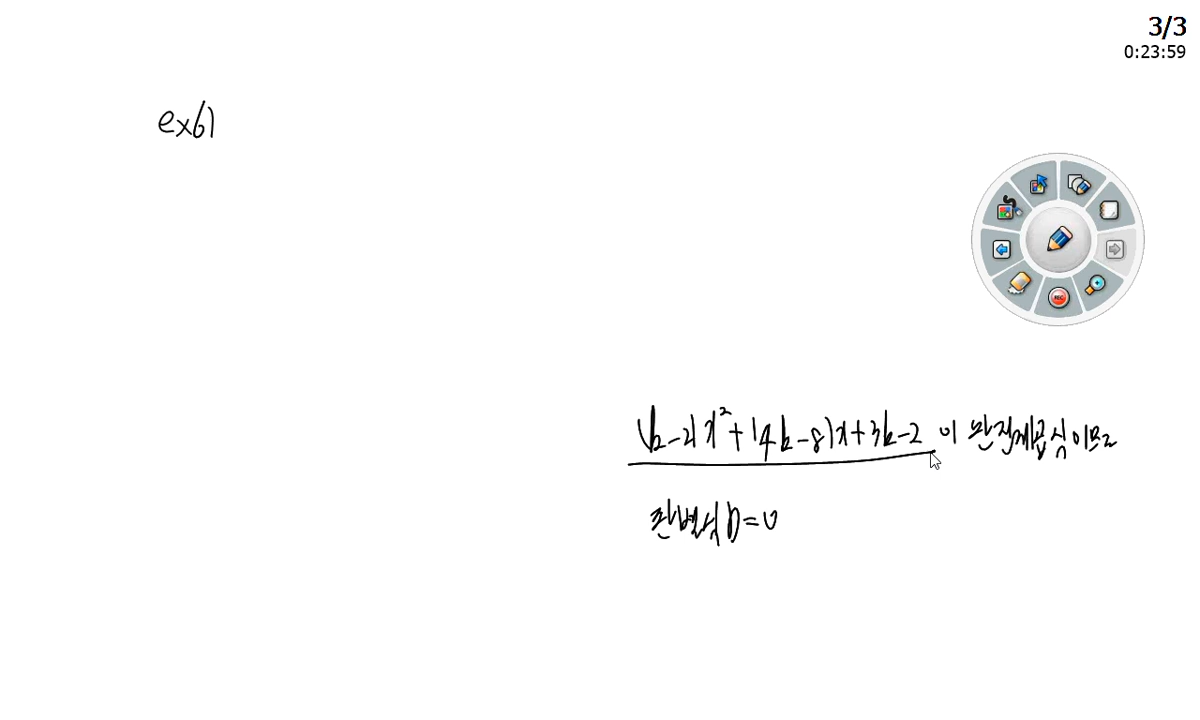 3/3
0:23:59
ex6)
(k-2)x²+(4k-8)x+3k-2 이 완전제곱식이므로
판별식 D=0